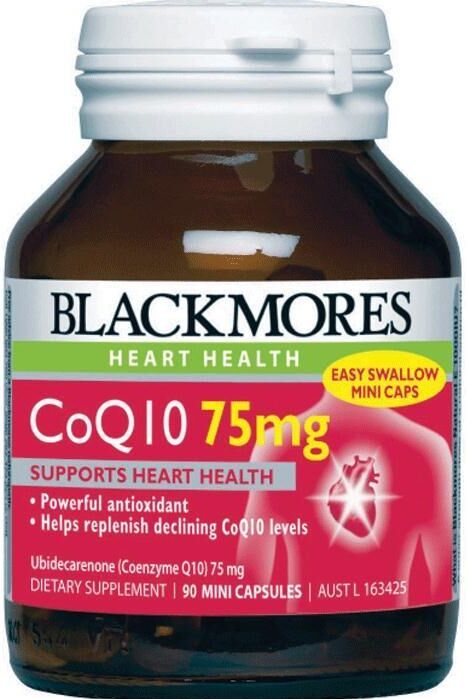 BLACKMORES
HEART HEALTH
EASY SWALLOW
MINI CAPS
CoQ10 75mg
SUPPORTS HEART HEALTH
• Powerful antioxidant
• Helps replenish declining CoQ10 levels
Ubidecarenone (Coenzyme Q10) 75 mg
DIETARY SUPPLEMENT | 90 MINI CAPSULES | AUST L 163425